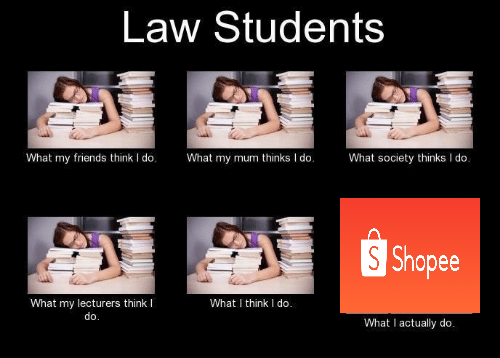 Law Students
What my friends think I do.
What my mum thinks I do.
What society thinks I do.
What my lecturers think I
do.
What I think I do.
S Shopee
What I actually do.